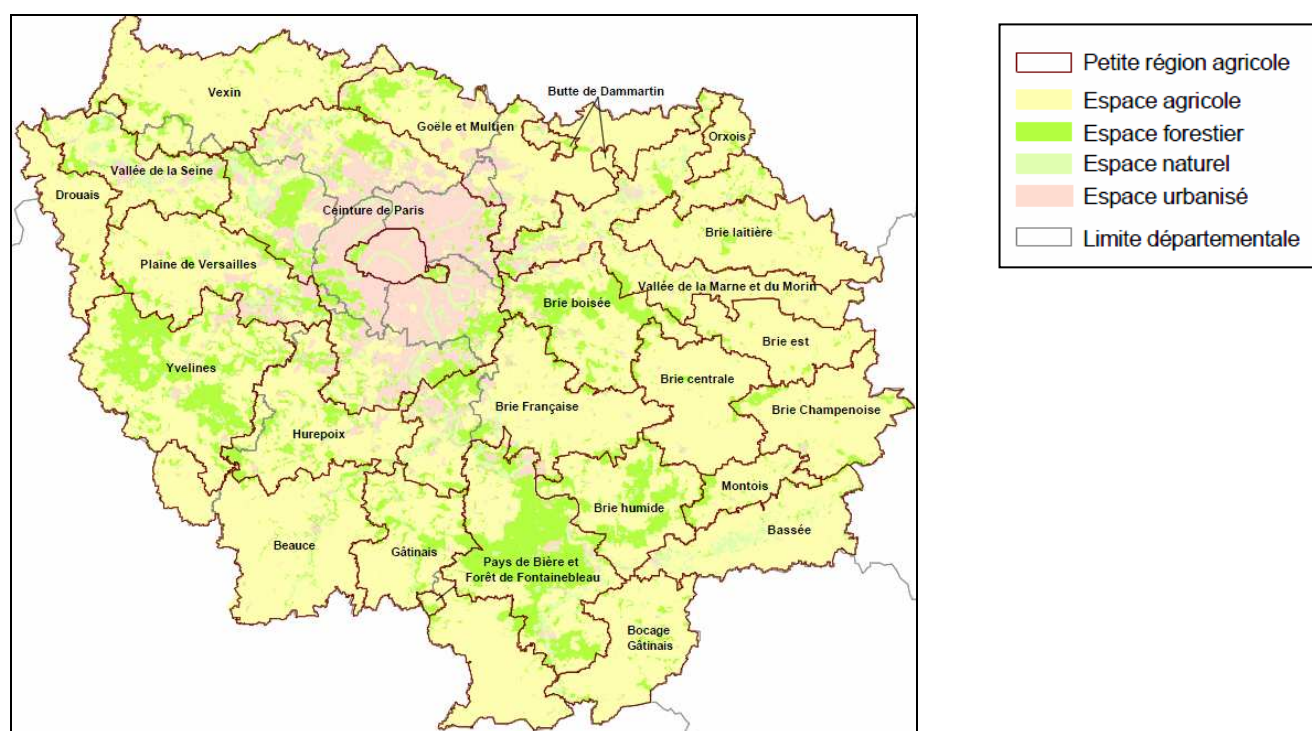 Petite région agricole
Espace agricole
Espace forestier
Espace naturel
Espace urbanisé
Limite départementale
Vexin
Butte de Dammartin
Goële et Multien
Orxois
Vallée de la Seine
Drouais
Ceinture de Paris
Brie laitière
Plaine de Versailles
Vallée de la Marne et du Morin
Brie boisée
Brie est
Yvelines
Brie centrale
Brie Française
Brie Champenoise
Hurepoix
Montois
Brie humide
Bassée
Beauce
Gâtinais
Pays de Bière et
Forêt de Fontainebleau
Bocage
Gâtinais